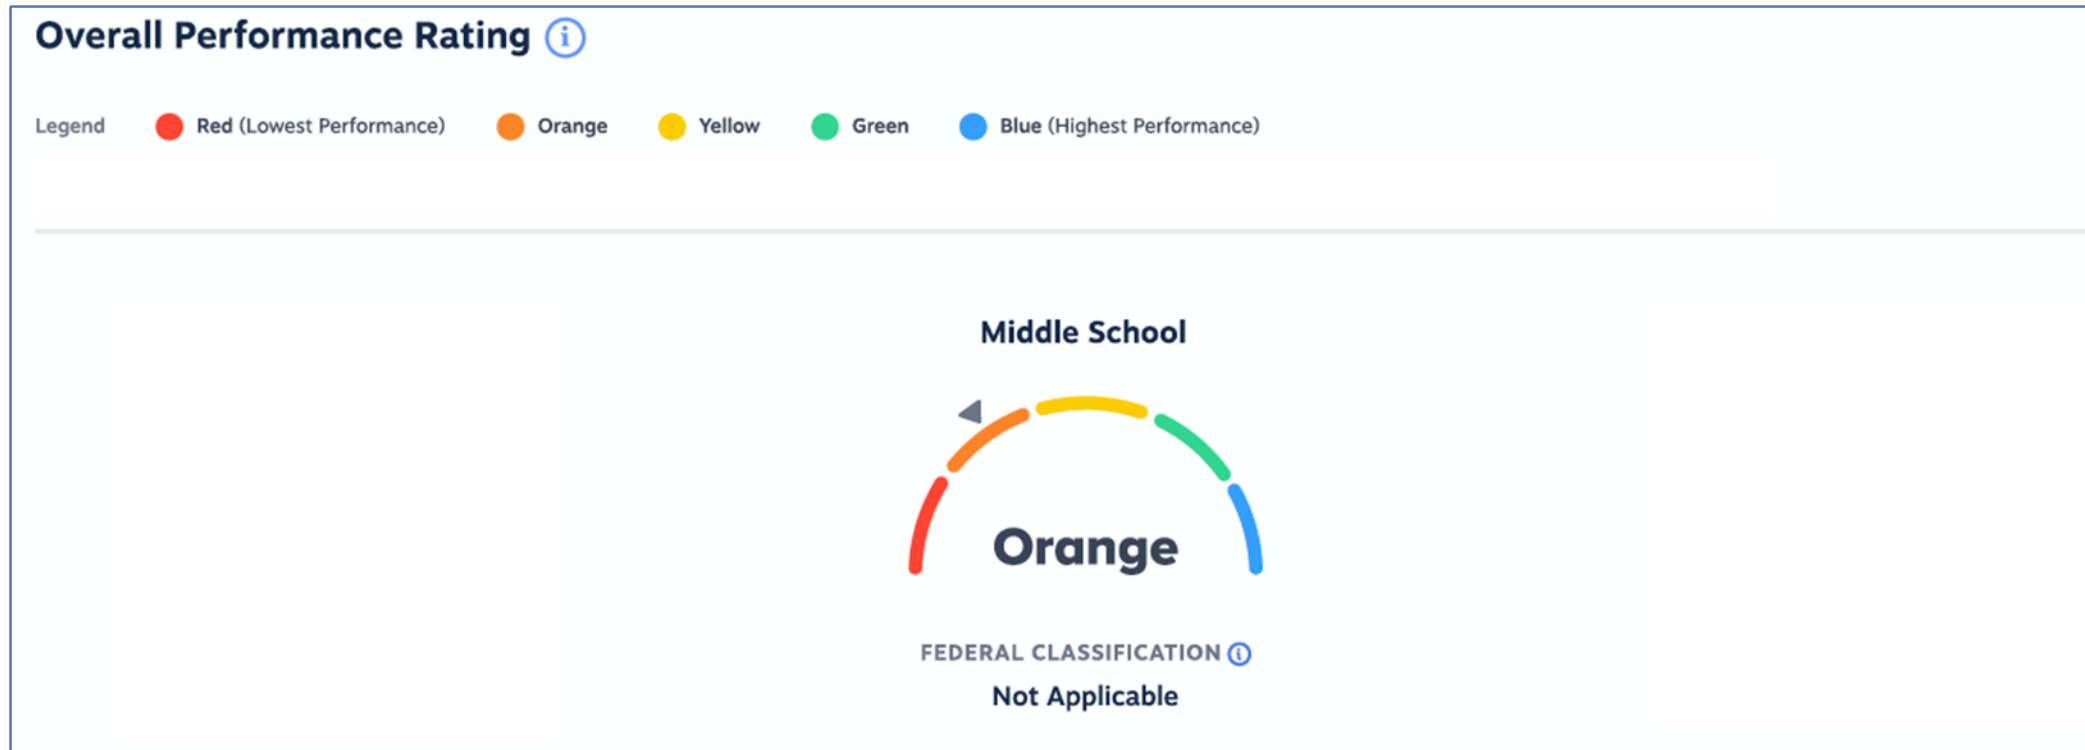 Overall Performance Rating i
Legend Red (Lowest Performance) Orange Yellow Green Blue (Highest Performance)
Middle School
Orange
FEDERAL CLASSIFICATION i
Not Applicable